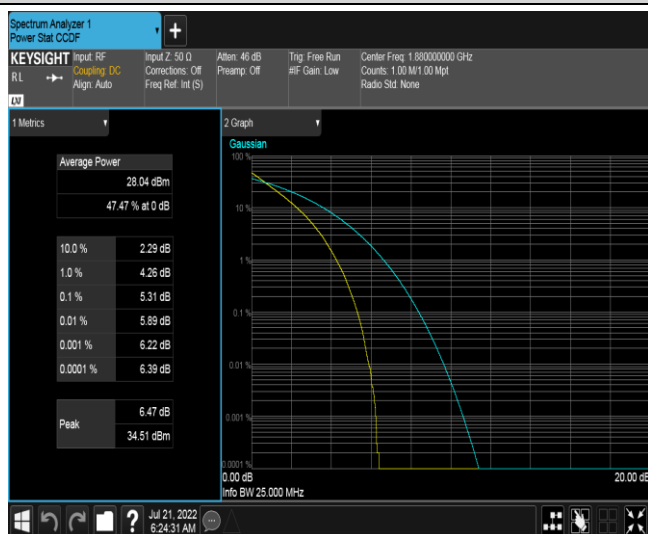 Spectrum Analyzer 1
Power Stat CCDF
KEYSIGHT
RL
LXI
Input: RF
Coupling: DC
Align: Auto
Input Z: 50 Ω
Corrections: Off
Freq Ref: Int (S)
Atten: 46 dB
Preamp: Off
Trig: Free Run
#IF Gain: Low
Center Freq: 1.880000000 GHz
Counts: 1.00 M/1.00 Mpt
Radio Std: None
1 Metrics
Average Power
28.04 dBm
47.47 % at 0 dB
10.0 % 2.29 dB
1.0 % 4.26 dB
0.1 % 5.31 dB
0.01 % 5.89 dB
0.001 % 6.22 dB
0.0001 % 6.39 dB
Peak
6.47 dB
34.51 dBm
2 Graph
Gaussian
100 %
10 %
1 %
0.1 %
0.01 %
0.001 %
0.0001 %
0.00 dB
20.00 dB
Info BW 25.000 MHz
?
Jul 21, 2022
6:24:31 AM